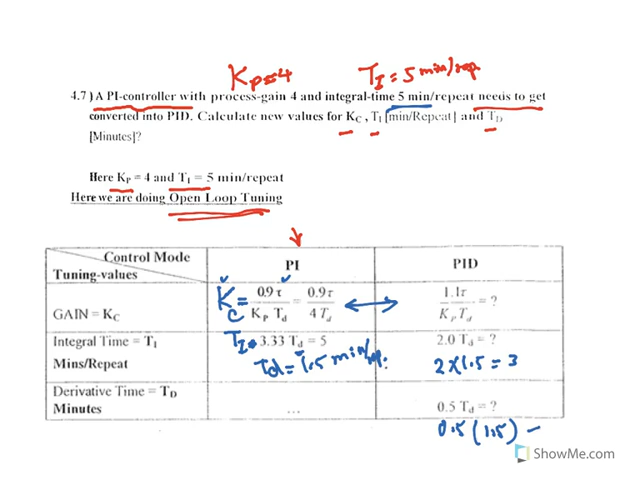 Kp=4 TI = 5 min/rep.
4.7) A PI-controller with process-gain 4 and integral-time 5 min/repeat needs to get
converted into PID. Calculate new values for KC , TI [min/Repeat] and TD
[Minutes]?
Here KP = 4 and TI = 5 min/repeat
Here we are doing Open Loop Tuning
Control Mode
Tuning-values
PI
PID
GAIN = KC
KC = 0.9 τ / KP Td = 0.9τ / 4 Td
1.1τ / KP Td = ?
Integral Time = TI
Mins/Repeat
TI = 3.33 Td = 5
Td = 1.5 min/rep.
2.0 Td = ?
2 × 1.5 = 3
Derivative Time = TD
Minutes
...
0.5 Td = ?
0.5 (1.5) =
ShowMe.com